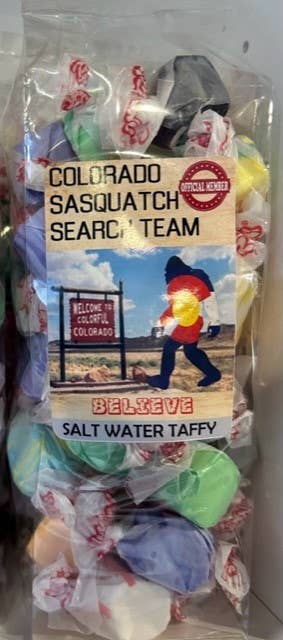 COLORADO
SASQUATCH
SEARCH TEAM
OFFICIAL MEMBER
WELCOME TO
COLORFUL
COLORADO
BELIEVE
SALT WATER TAFFY